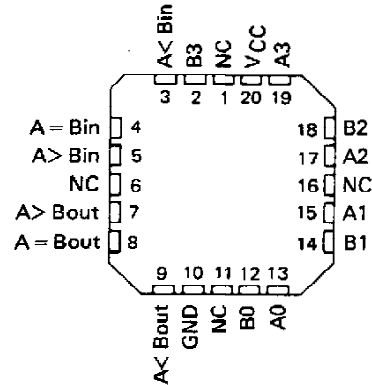 A< Bin
B3
NC
VCC
A3
3 2 1 20 19
A = Bin 4
A> Bin 5
NC 6
A> Bout 7
A = Bout 8
18 B2
17 A2
16 NC
15 A1
14 B1
9 10 11 12 13
A< Bout
GND
NC
B0
A0